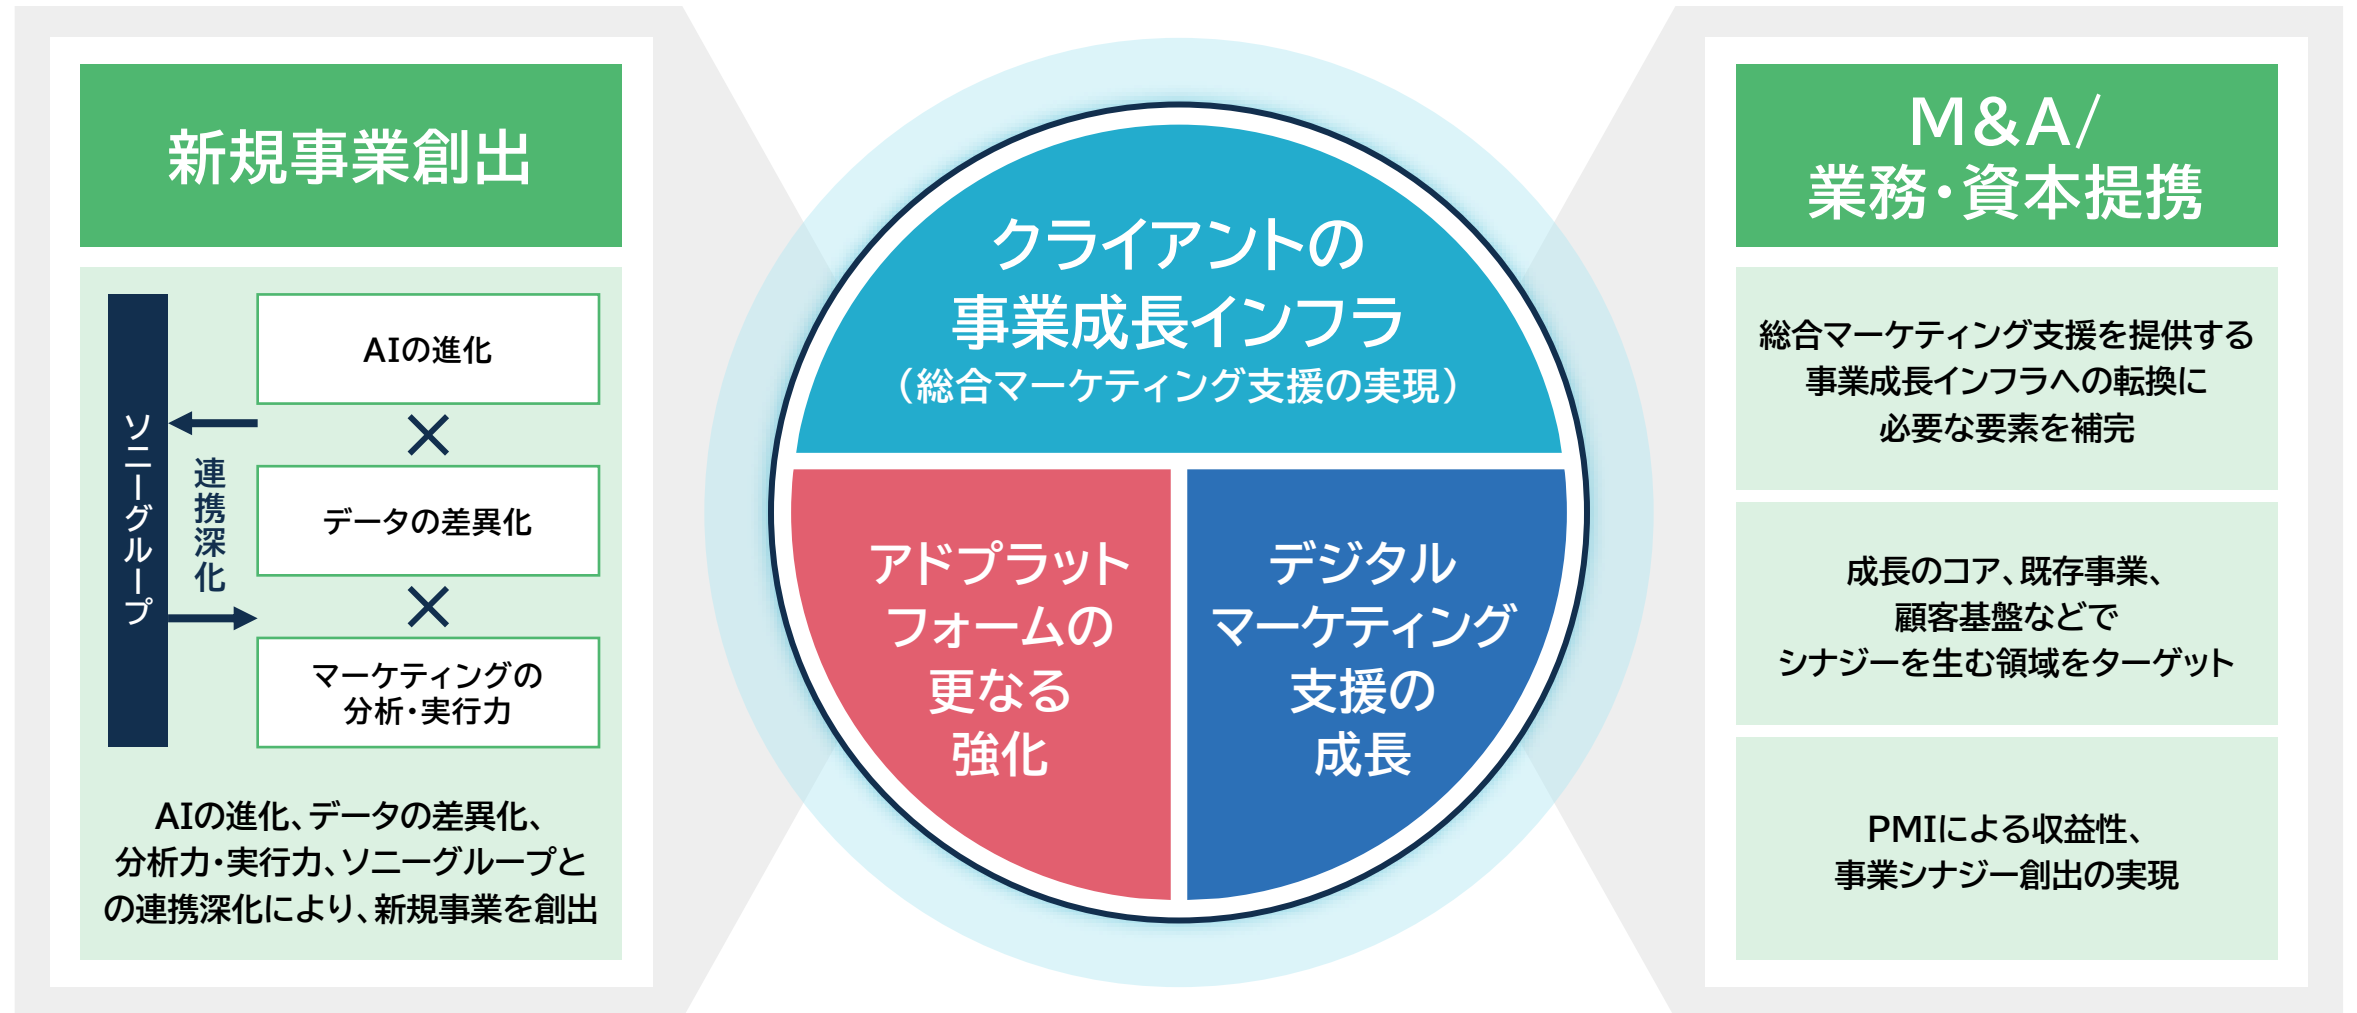 新規事業創出
ソニーグループ
連携深化
AIの進化
×
データの差異化
×
マーケティングの
分析・実行力
AIの進化、データの差異化、
分析力・実行力、ソニーグループと
の連携深化により、新規事業を創出
クライアントの
事業成長インフラ
（総合マーケティング支援の実現）
アドプラット
フォームの
更なる
強化
デジタル
マーケティング
支援の
成長
M&A/
業務・資本提携
総合マーケティング支援を提供する
事業成長インフラへの転換に
必要な要素を補完
成長のコア、既存事業、
顧客基盤などで
シナジーを生む領域をターゲット
PMIによる収益性、
事業シナジー創出の実現